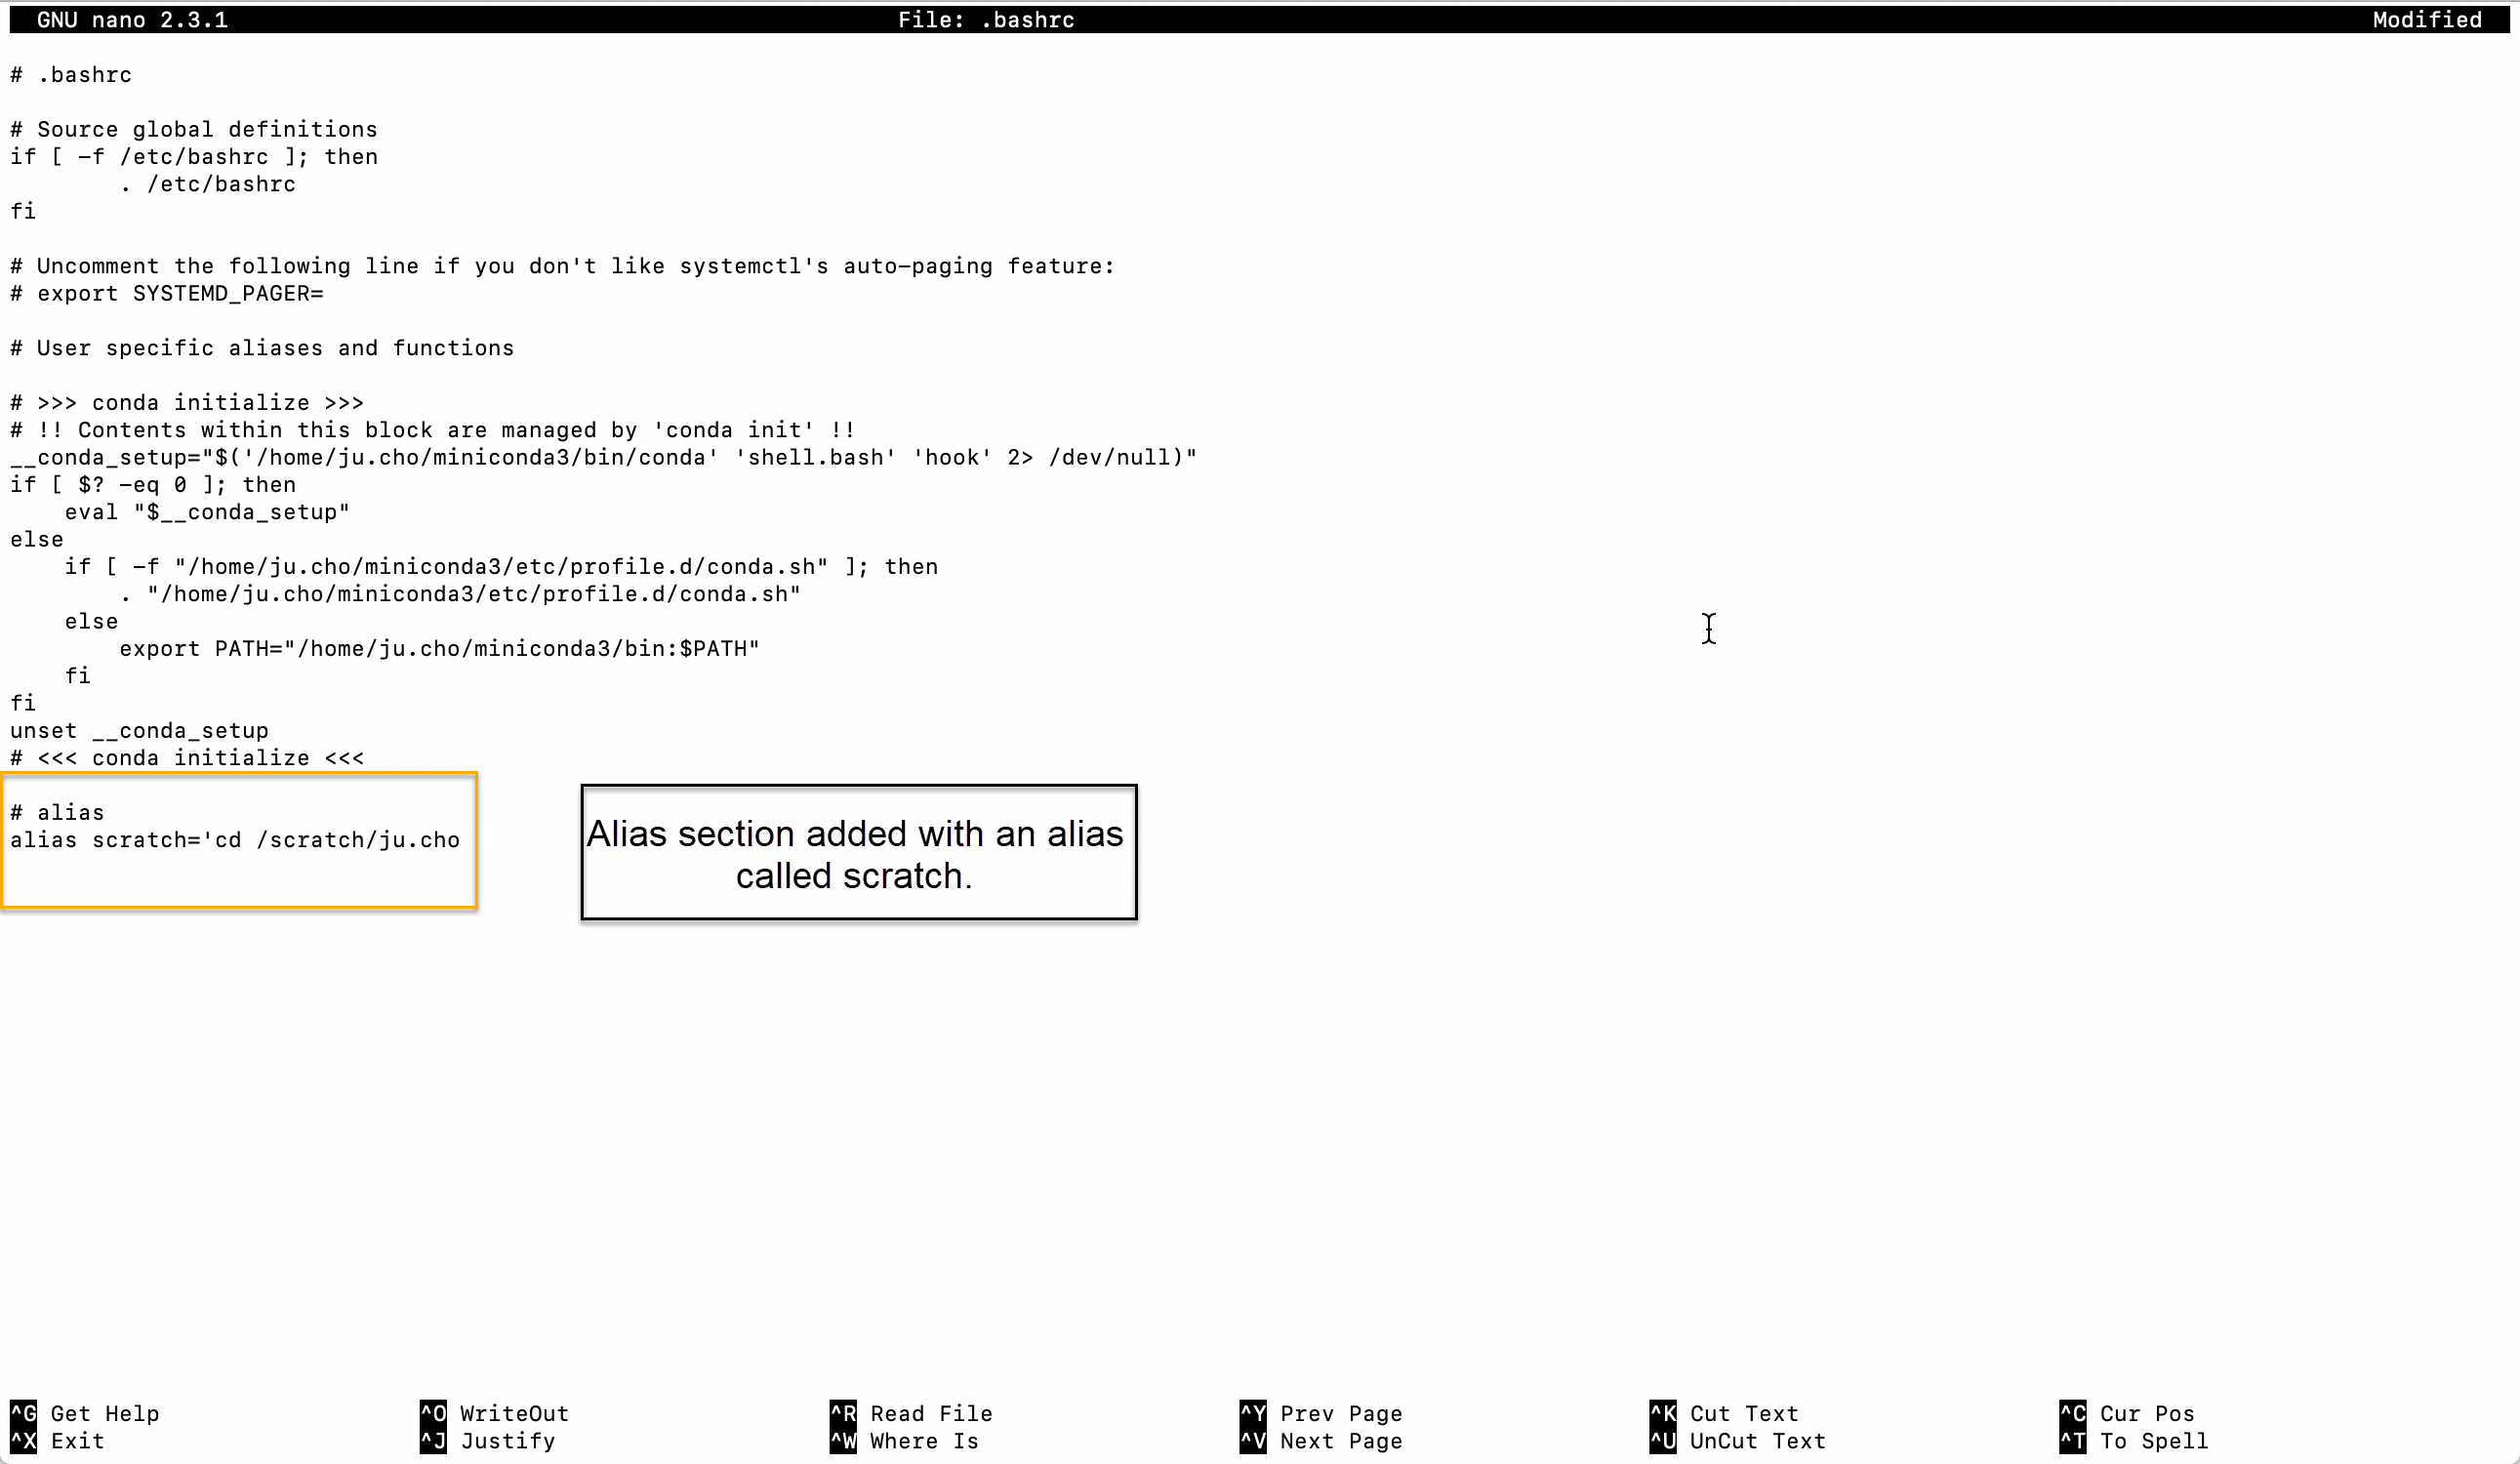 GNU nano 2.3.1 File: .bashrc Modified
# .bashrc
# Source global definitions
if [ -f /etc/bashrc ]; then
        . /etc/bashrc
fi
# Uncomment the following line if you don't like systemctl's auto-paging feature:
# export SYSTEMD_PAGER=
# User specific aliases and functions
# >>> conda initialize >>>
# !! Contents within this block are managed by 'conda init' !!
__conda_setup="$('/home/ju.cho/miniconda3/bin/conda' 'shell.bash' 'hook' 2> /dev/null)"
if [ $? -eq 0 ]; then
    eval "$__conda_setup"
else
    if [ -f "/home/ju.cho/miniconda3/etc/profile.d/conda.sh" ]; then
        . "/home/ju.cho/miniconda3/etc/profile.d/conda.sh"
    else
        export PATH="/home/ju.cho/miniconda3/bin:$PATH"
    fi
fi
unset __conda_setup
# <<< conda initialize <<<
# alias
alias scratch='cd /scratch/ju.cho
Alias section added with an alias
called scratch.
^G Get Help ^O WriteOut ^R Read File ^Y Prev Page ^K Cut Text ^C Cur Pos
^X Exit ^J Justify ^W Where Is ^V Next Page ^U UnCut Text ^T To Spell